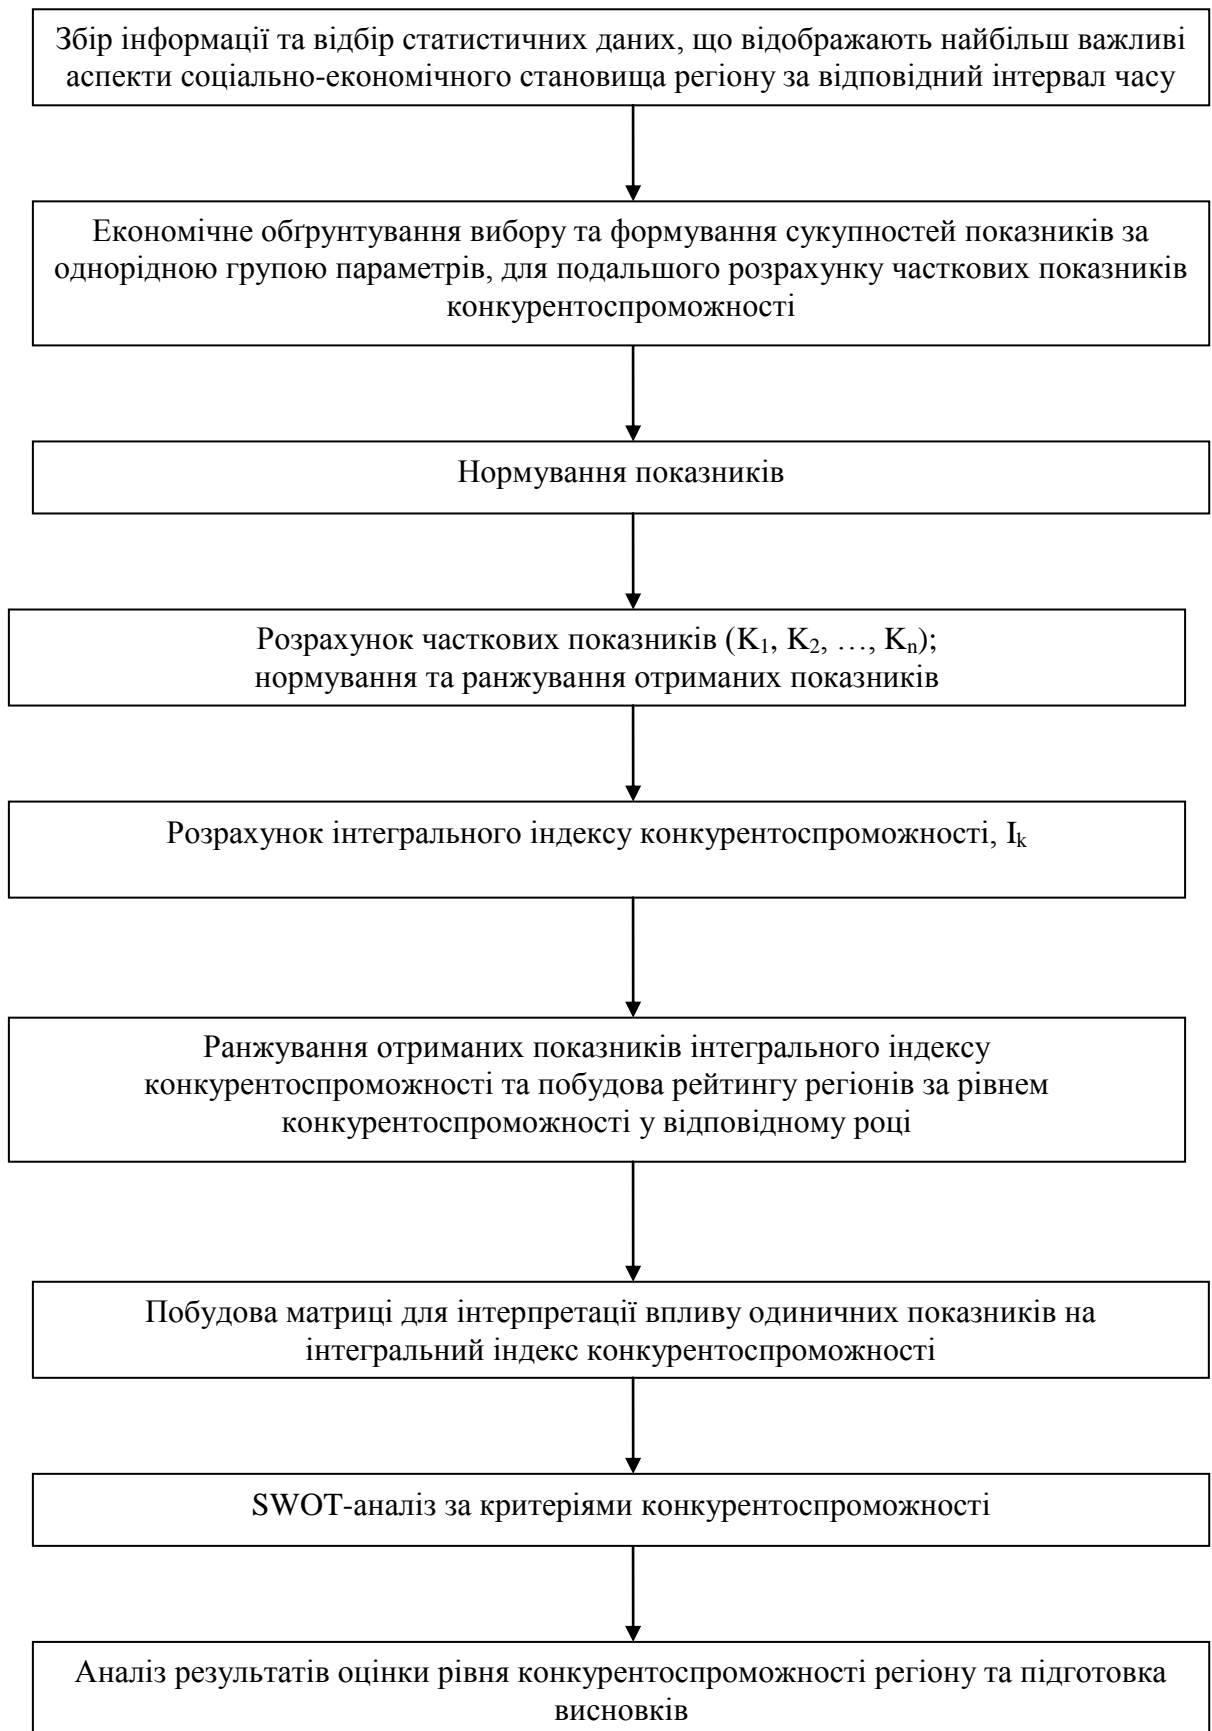 Збір інформації та відбір статистичних даних, що відображають найбільш важливі
аспекти соціально-економічного становища регіону за відповідний інтервал часу
Економічне обґрунтування вибору та формування сукупностей показників за
однорідною групою параметрів, для подальшого розрахунку часткових показників
конкурентоспроможності
Нормування показників
Розрахунок часткових показників (K₁, K₂, …, Kₙ);
нормування та ранжування отриманих показників
Розрахунок інтегрального індексу конкурентоспроможності, Iₖ
Ранжування отриманих показників інтегрального індексу
конкурентоспроможності та побудова рейтингу регіонів за рівнем
конкурентоспроможності у відповідному році
Побудова матриці для інтерпретації впливу одиничних показників на
інтегральний індекс конкурентоспроможності
SWOT-аналіз за критеріями конкурентоспроможності
Аналіз результатів оцінки рівня конкурентоспроможності регіону та підготовка
висновків